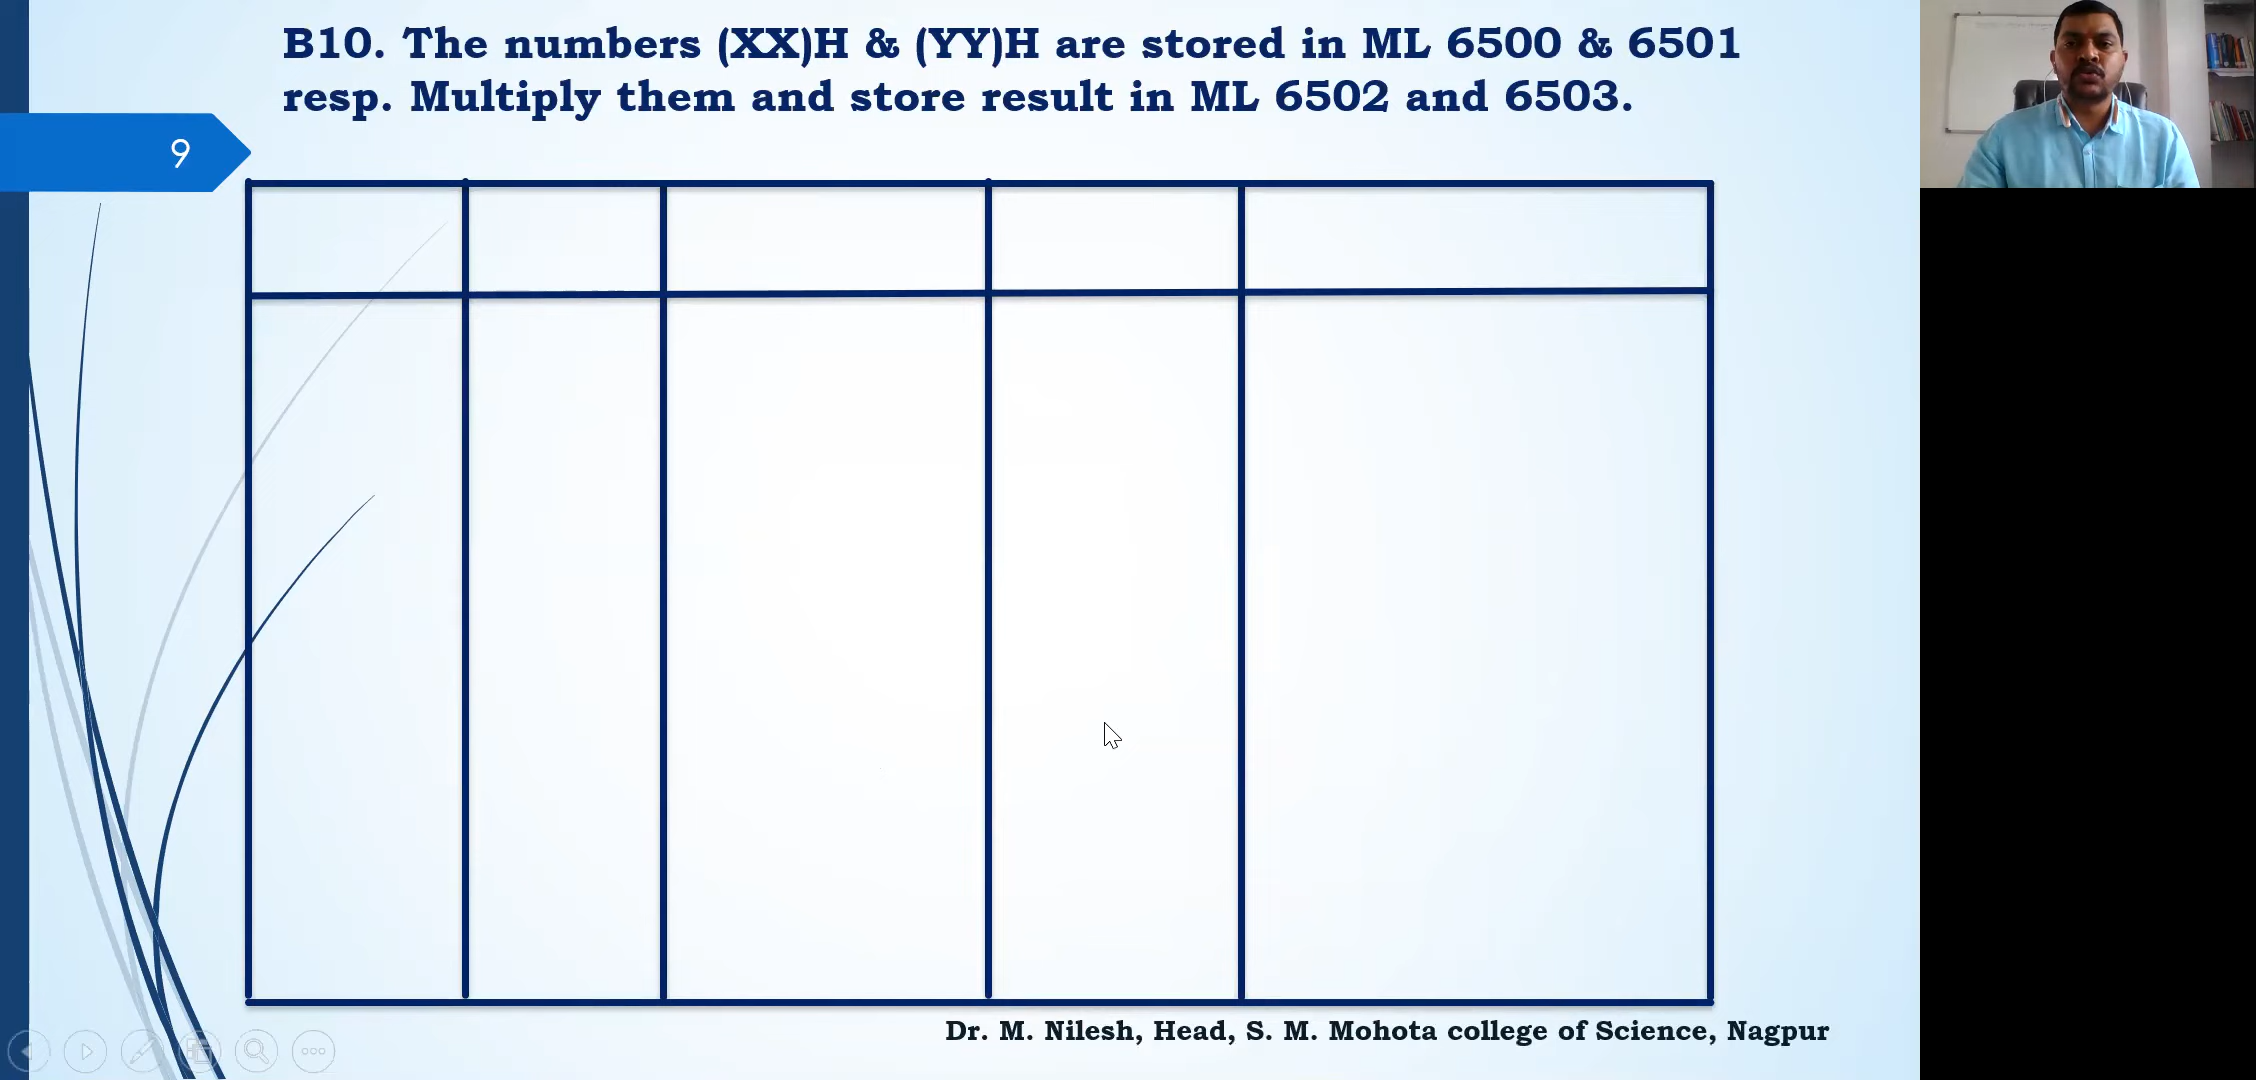 B10. The numbers (XX)H & (YY)H are stored in ML 6500 & 6501
resp. Multiply them and store result in ML 6502 and 6503.
9
Dr. M. Nilesh, Head, S. M. Mohota college of Science, Nagpur